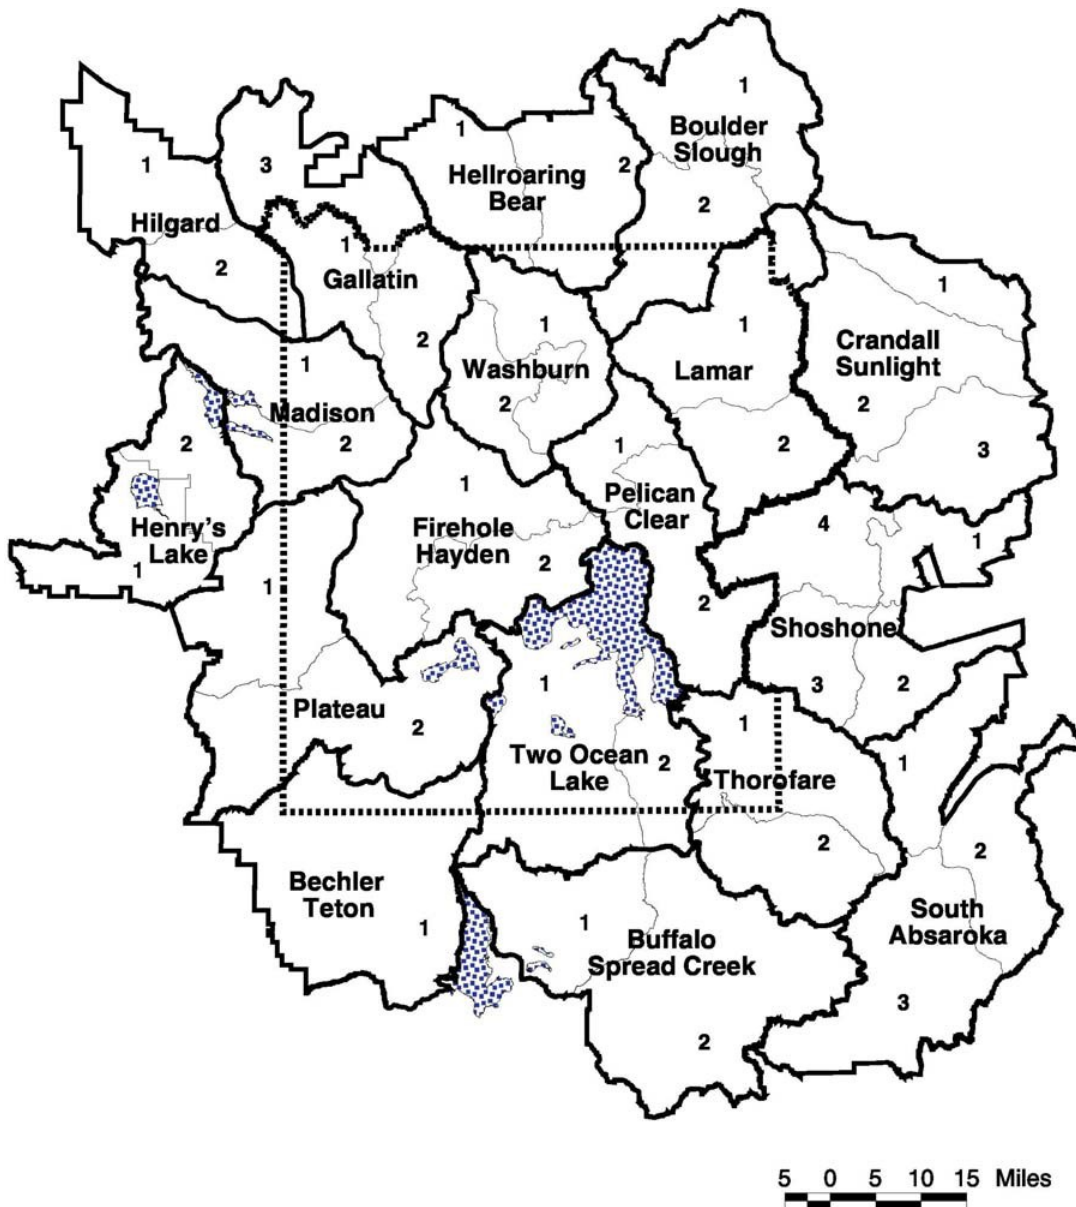 1
Boulder
Slough
2
1
Hellroaring
Bear
2
3
1
Hilgard
2
1
Gallatin
2
1
Washburn
2
1
Lamar
2
1
Crandall
Sunlight
2
3
1
Madison
2
2
Henry's
Lake
1
1
Firehole
Hayden
2
1
Pelican
Clear
2
4
1
Shoshone
3
2
1
Plateau
2
1
Two Ocean
Lake
2
1
Thorofare
2
1
2
South
Absaroka
3
Bechler
Teton
1
1
Buffalo
Spread Creek
2
5 0 5 10 15 Miles